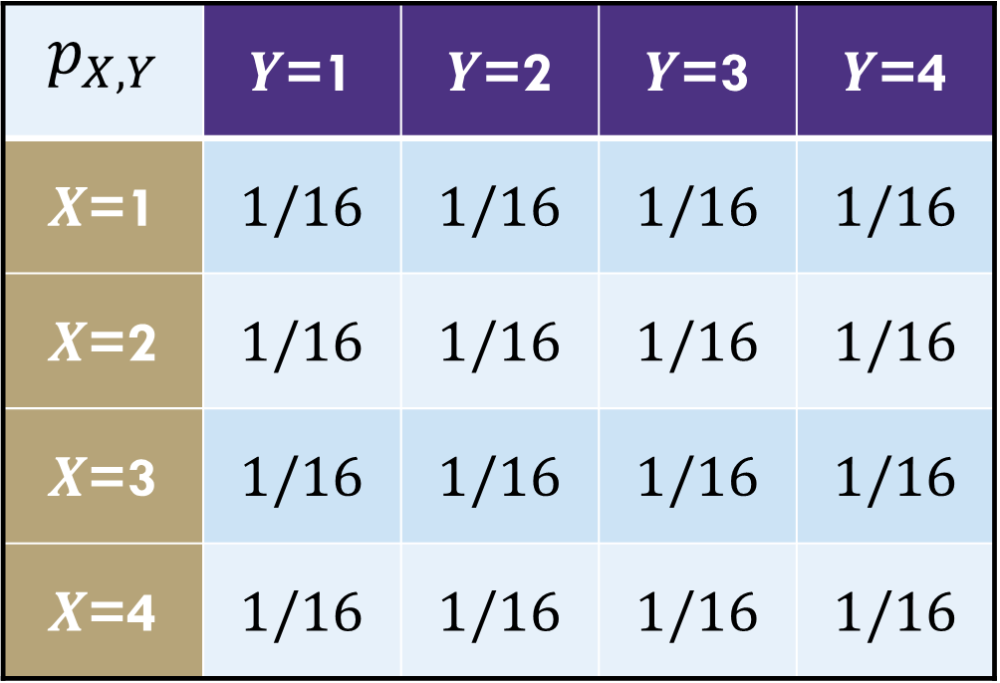 p_{X,Y} Y=1 Y=2 Y=3 Y=4
X=1 1/16 1/16 1/16 1/16
X=2 1/16 1/16 1/16 1/16
X=3 1/16 1/16 1/16 1/16
X=4 1/16 1/16 1/16 1/16